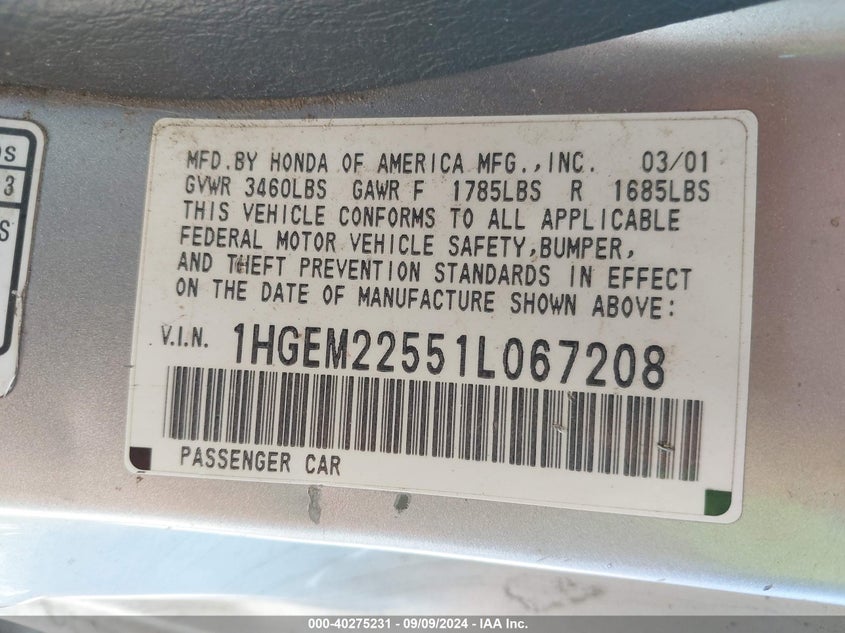 OS
3
S
MFD.BY HONDA OF AMERICA MFG.,INC. 03/01
GVWR 3460LBS GAWR F 1785LBS R 1685LBS
THIS VEHICLE CONFORMS TO ALL APPLICABLE
FEDERAL MOTOR VEHICLE SAFETY,BUMPER,
AND THEFT PREVENTION STANDARDS IN EFFECT
ON THE DATE OF MANUFACTURE SHOWN ABOVE:
V.I.N. 1HGEM22551L067208
PASSENGER CAR
000-40275231 - 09/09/2024 - IAA Inc.